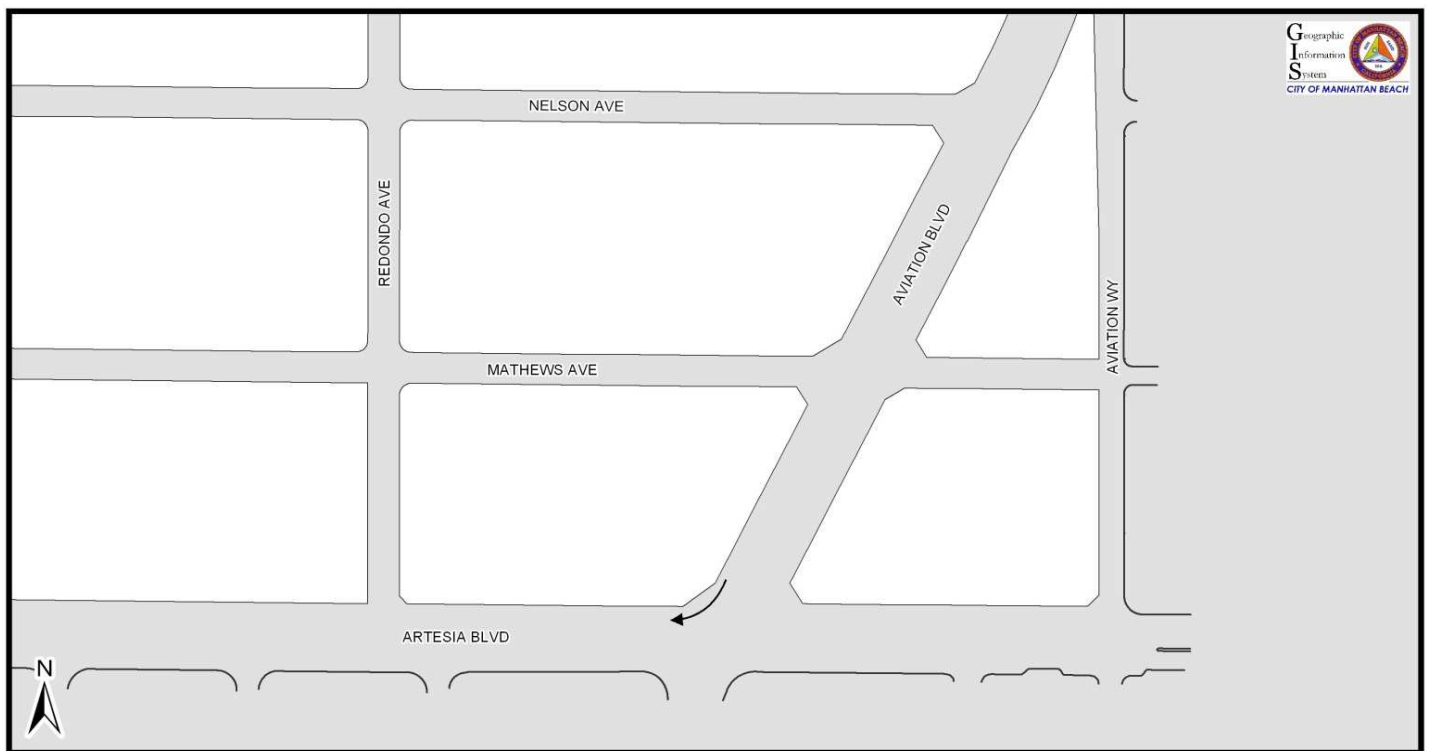 Geographic
Information
System
CITY OF MANHATTAN BEACH
NELSON AVE
REDONDO AVE
AVIATION BLVD
AVIATION WY
MATHEWS AVE
ARTESIA BLVD
N